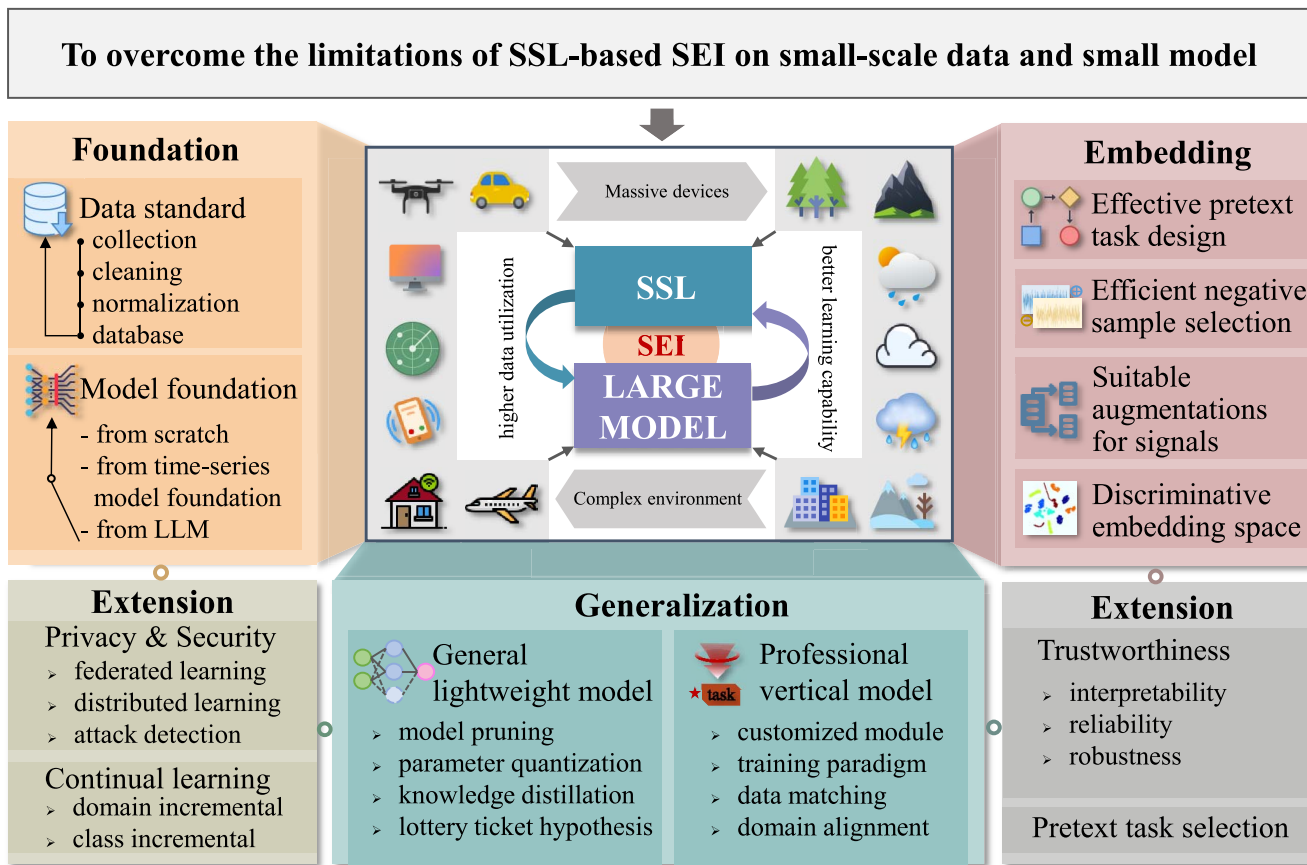 To overcome the limitations of SSL-based SEI on small-scale data and small model
Foundation
Data standard
collection
cleaning
normalization
database
Model foundation
- from scratch
- from time-series
model foundation
- from LLM
Massive devices
higher data utilization
SSL
SEI
LARGE
MODEL
better learning capability
Complex environment
Embedding
Effective pretext
task design
Efficient negative
sample selection
Suitable
augmentations
for signals
Discriminative
embedding space
Extension
Privacy & Security
federated learning
distributed learning
attack detection
Continual learning
domain incremental
class incremental
Generalization
General
lightweight model
model pruning
parameter quantization
knowledge distillation
lottery ticket hypothesis
Professional
vertical model
task
customized module
training paradigm
data matching
domain alignment
Extension
Trustworthiness
interpretability
reliability
robustness
Pretext task selection